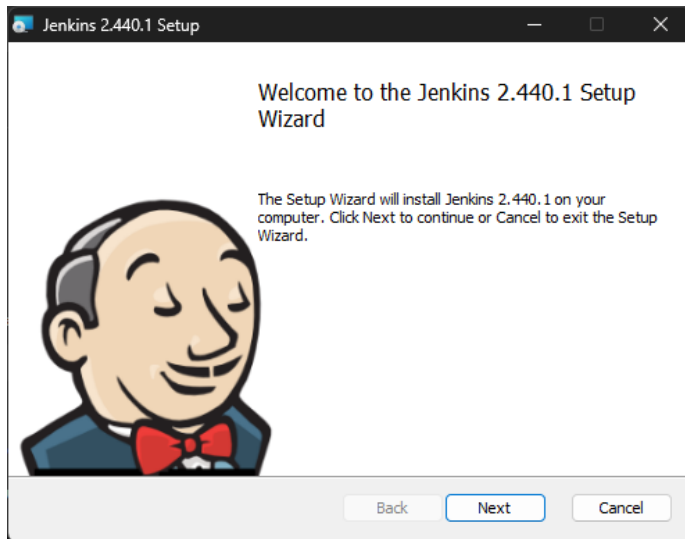 Jenkins 2.440.1 Setup
Welcome to the Jenkins 2.440.1 Setup
Wizard
The Setup Wizard will install Jenkins 2.440.1 on your
computer. Click Next to continue or Cancel to exit the Setup
Wizard.
Back Next Cancel